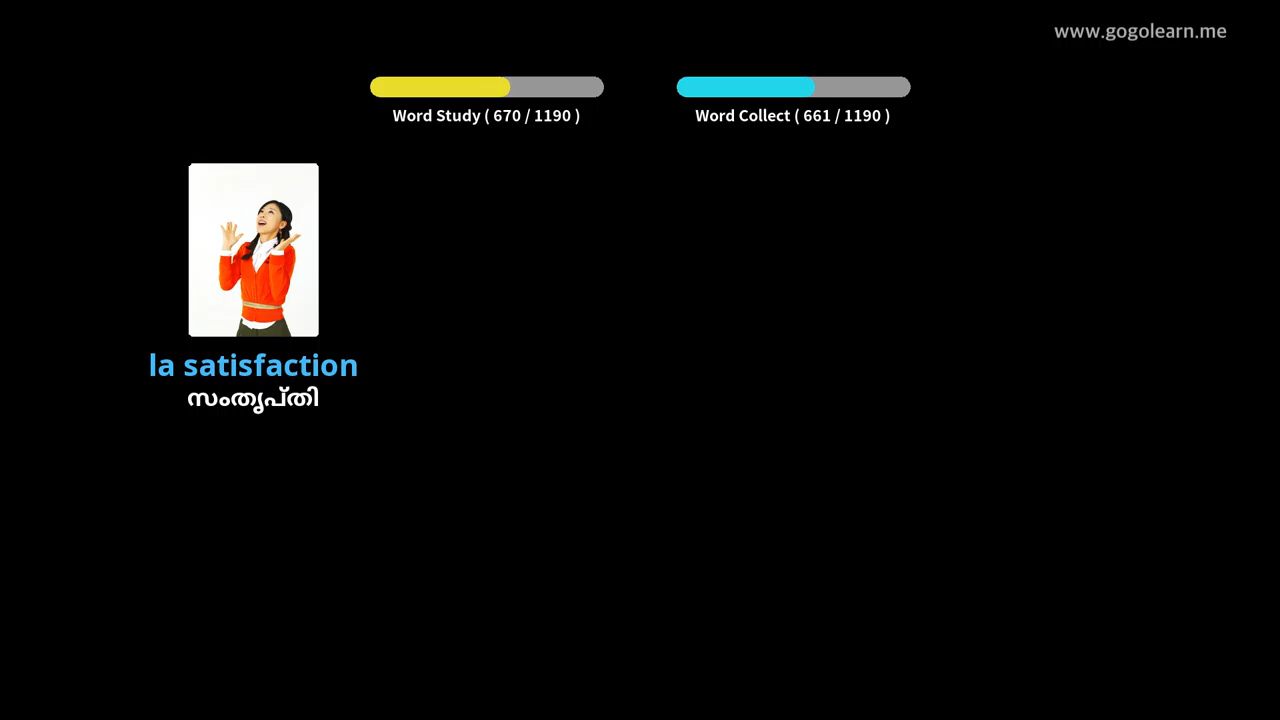 www.gogolearn.me
Word Study ( 670 / 1190 )
Word Collect ( 661 / 1190 )
la satisfaction
സംതൃപ്തി